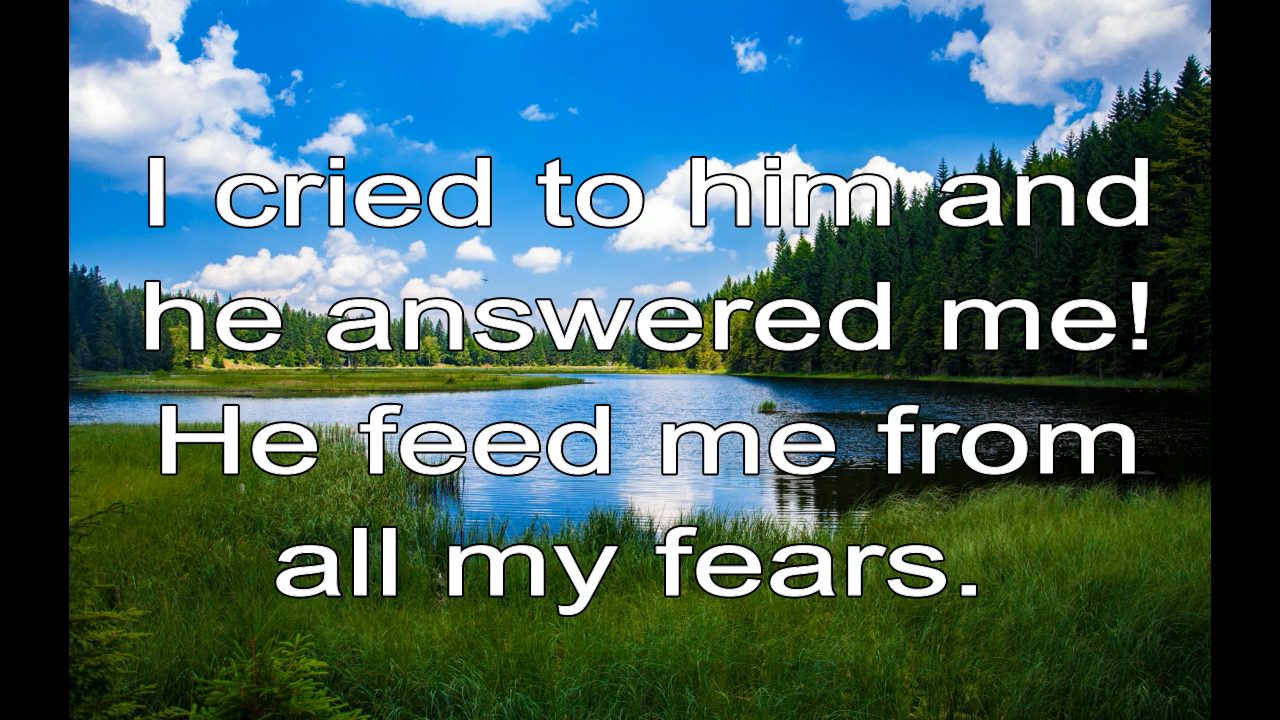 I cried to him and
he answered me!
He feed me from
all my fears.